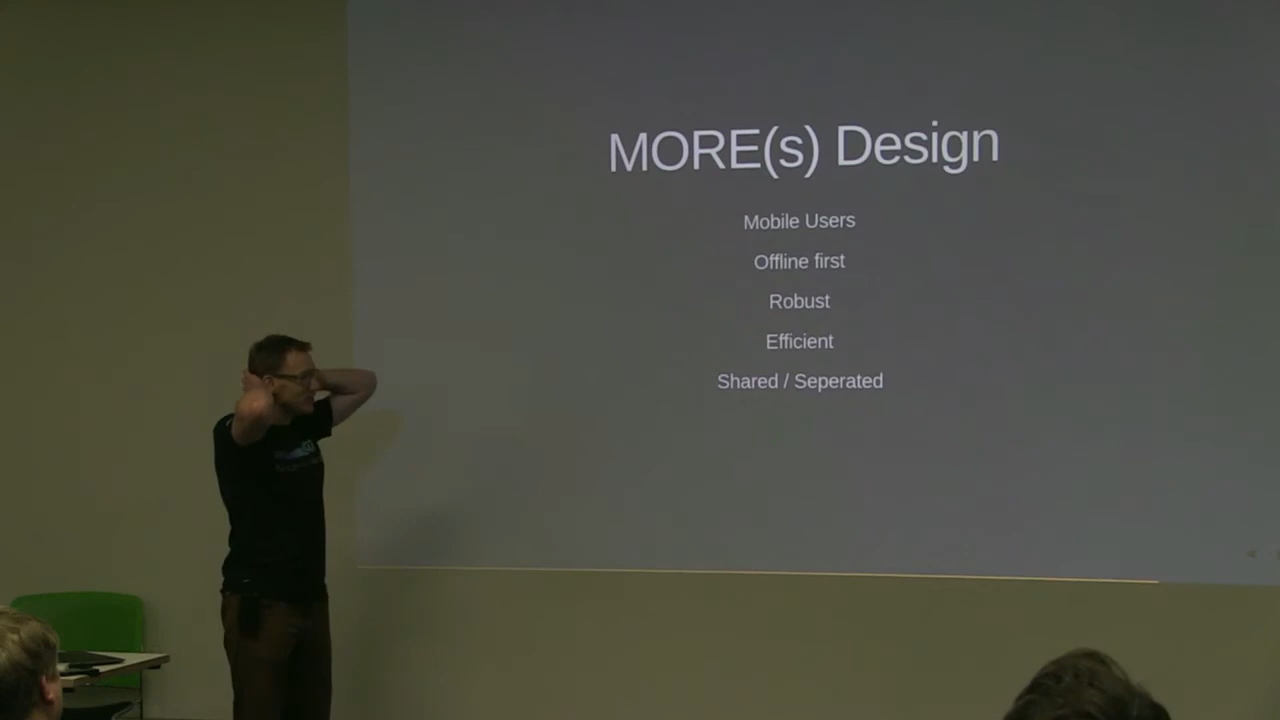 MORE(s) Design
Mobile Users
Offline first
Robust
Efficient
Shared / Seperated